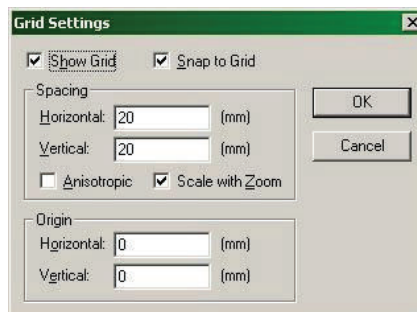 Grid Settings
Show Grid Snap to Grid
Spacing
OK
Horizontal: 20 (mm)
Vertical: 20 (mm)
Cancel
Anisotropic Scale with Zoom
Origin
Horizontal: 0 (mm)
Vertical: 0 (mm)